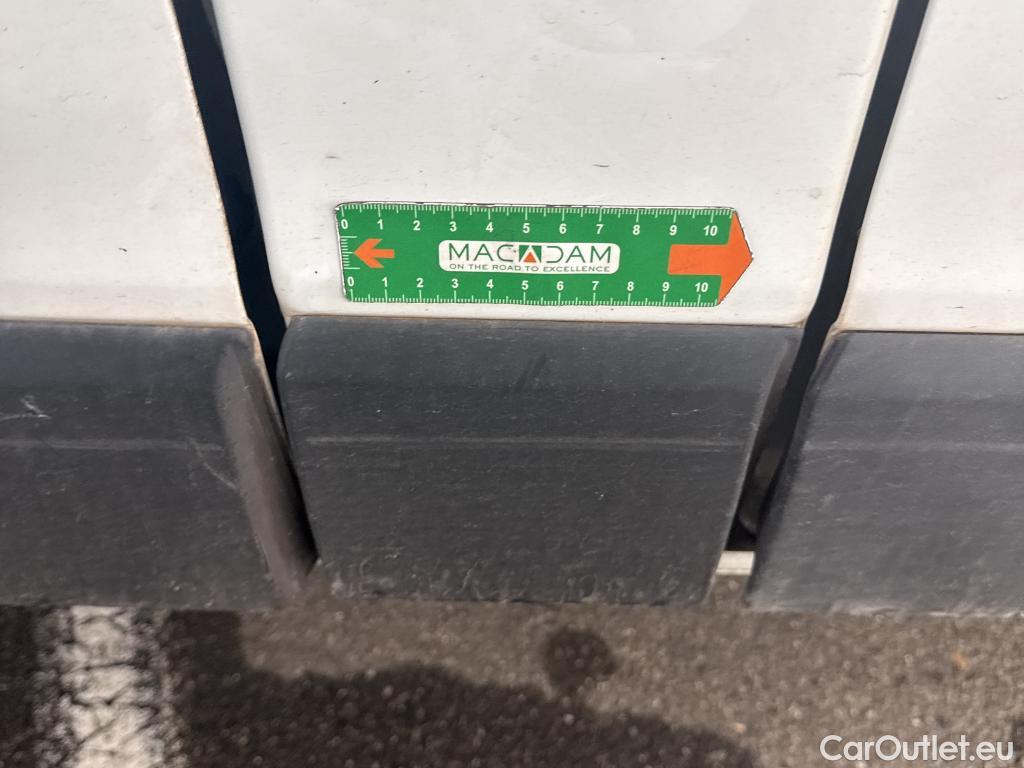 0 1 2 3 4 5 6 7 8 9 10
MACADAM
ON THE ROAD TO EXCELLENCE
0 1 2 3 4 5 6 7 8 9 10
CarOutlet.eu